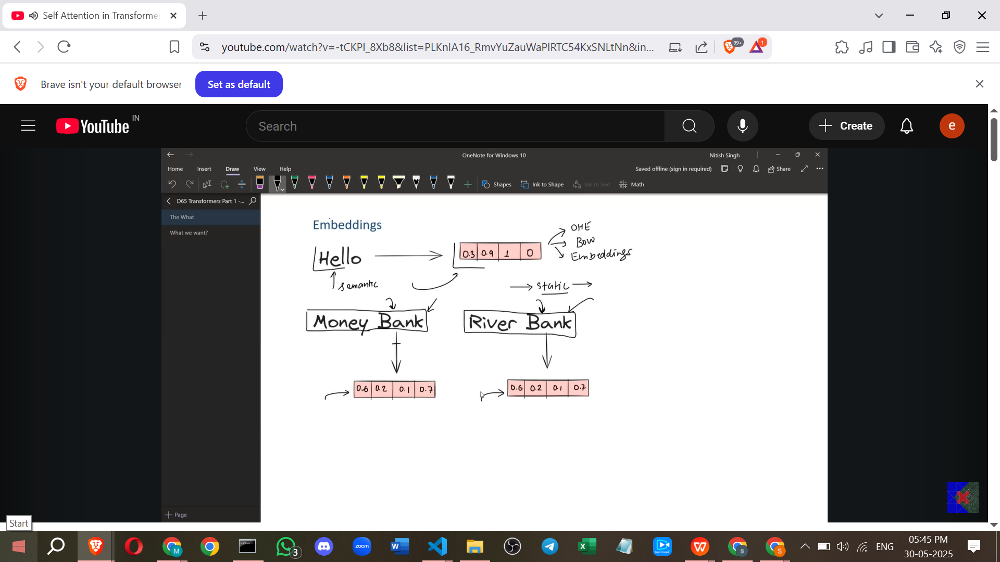 Self Attention in Transforme
youtube.com/watch?v=-tCKPl_8Xb8&list=PLKnIA16_RmvYuZauWaPlRTC54KxSNLtNn&in...
99+
1
Brave isn't your default browser
Set as default
YouTube IN
Search
Create
e
OneNote for Windows 10
Nitish Singh
Home Insert Draw View Help
Saved offline (sign in required)
Share
Shapes
Ink to Shape
Ink to Text
Math
D65 Transformers Part 1 -...
The What
What we want?
Embeddings
Hello
0.3 0.9 1 0
OHE
BOW
Embeddings
semantic
static
Money Bank
River Bank
0.6 0.2 0.1 0.7
0.6 0.2 0.1 0.7
Page
Start
M
3
zoom
W
X
W
S
S
ENG
05:45 PM
30-05-2025